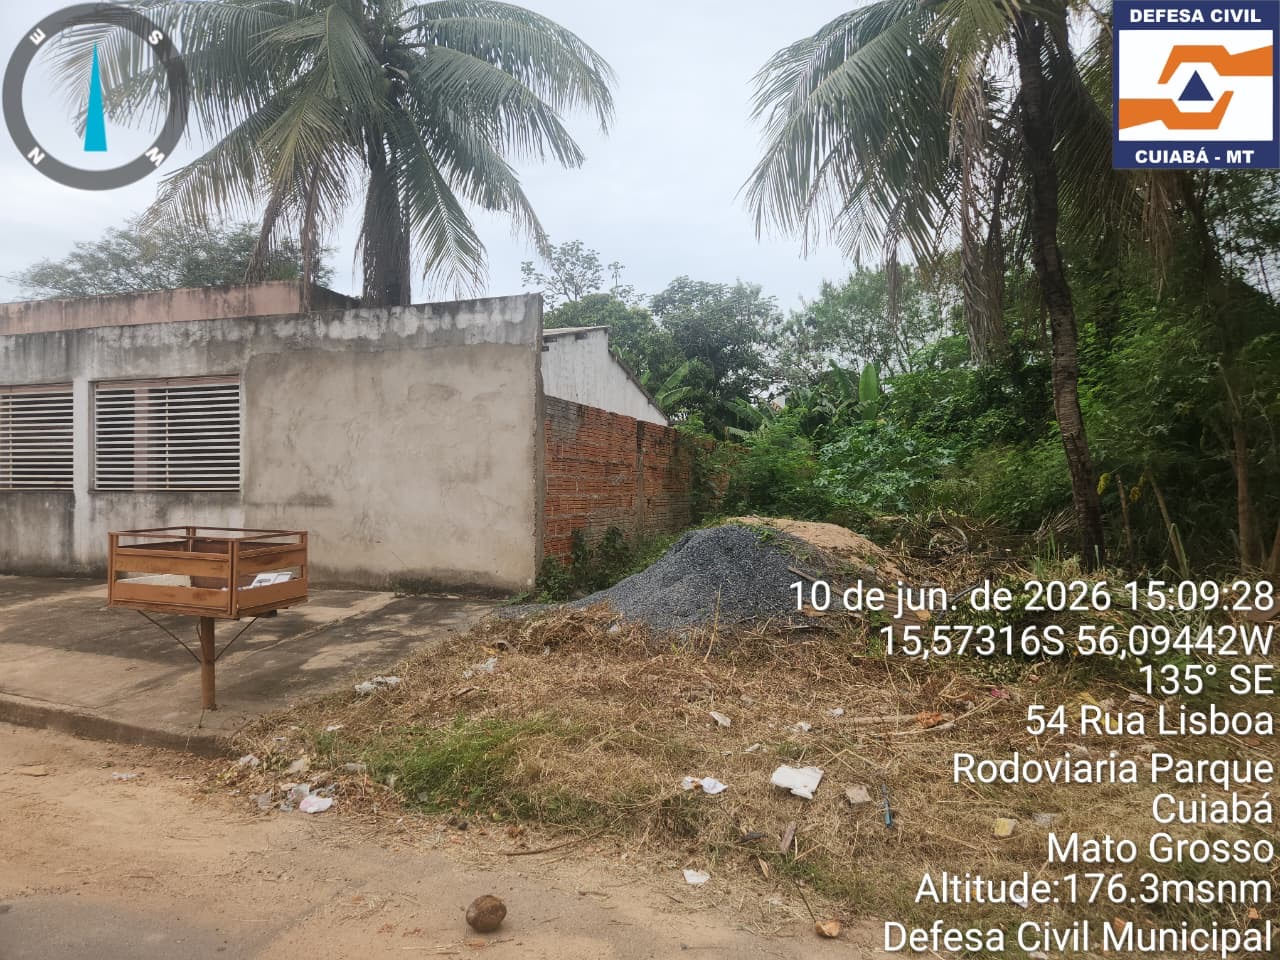 DEFESA CIVIL
CUIABÁ - MT
E
S
N
W
10 de jun. de 2026 15:09:28
15,57316S 56,09442W
135° SE
54 Rua Lisboa
Rodoviaria Parque
Cuiabá
Mato Grosso
Altitude:176.3msnm
Defesa Civil Municipal